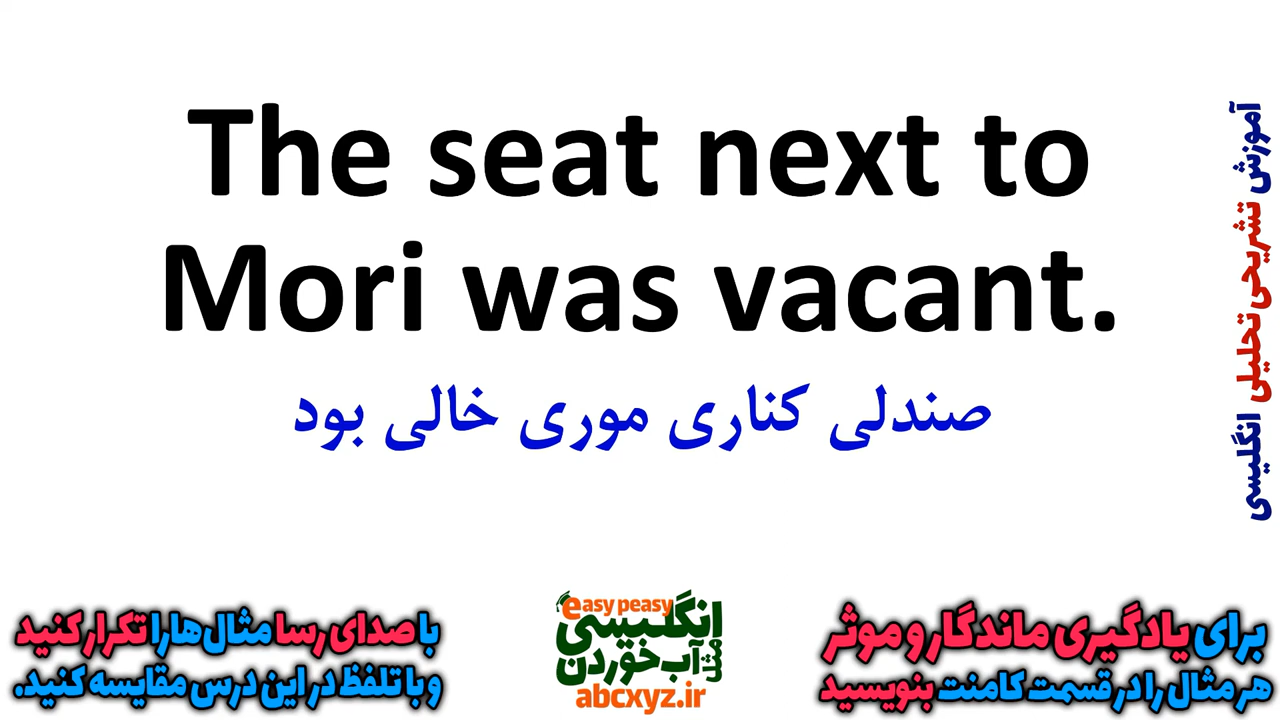 The seat next to
Mori was vacant.
صندلی کناری موری خالی بود
آموزش تشریحی تحلیلی انگلیسی
برای یادگیری ماندگار و موثر
هر مثال را در قسمت کامنت بنویسید
easy peasy
انگلیسی
مثل آب خوردن
abcxyz.ir
با صدای رسا مثال‌ها را تکرار کنید
و با تلفظ در این درس مقایسه کنید.